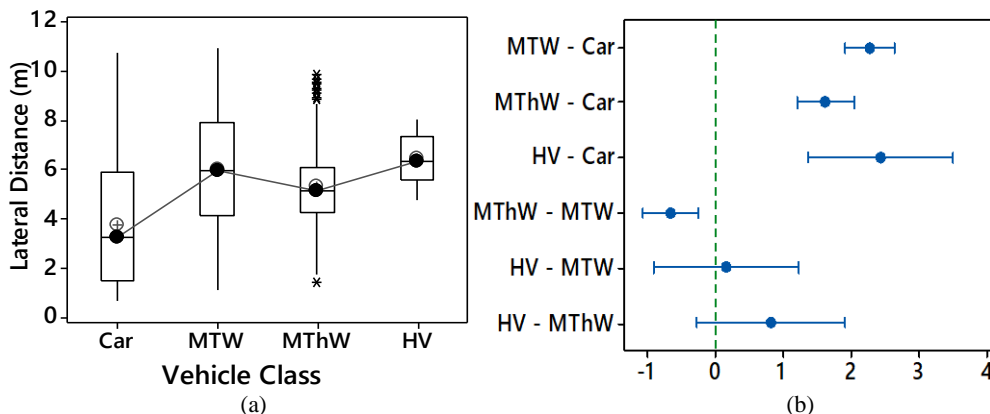 12
10
8
6
4
2
0
Lateral Distance (m)
Car MTW MThW HV
Vehicle Class
(a)
MTW - Car
MThW - Car
HV - Car
MThW - MTW
HV - MTW
HV - MThW
-1 0 1 2 3 4
(b)